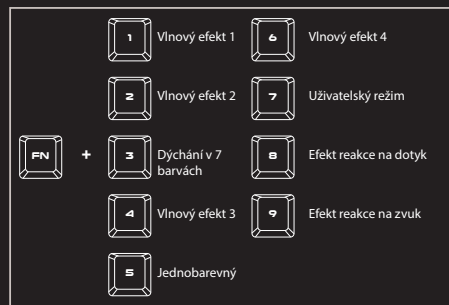 1 Vlnový efekt 1
2 Vlnový efekt 2
FN + 3 Dýchání v 7
barvách
4 Vlnový efekt 3
5 Jednobarevný
6 Vlnový efekt 4
7 Uživatelský režim
8 Efekt reakce na dotyk
9 Efekt reakce na zvuk